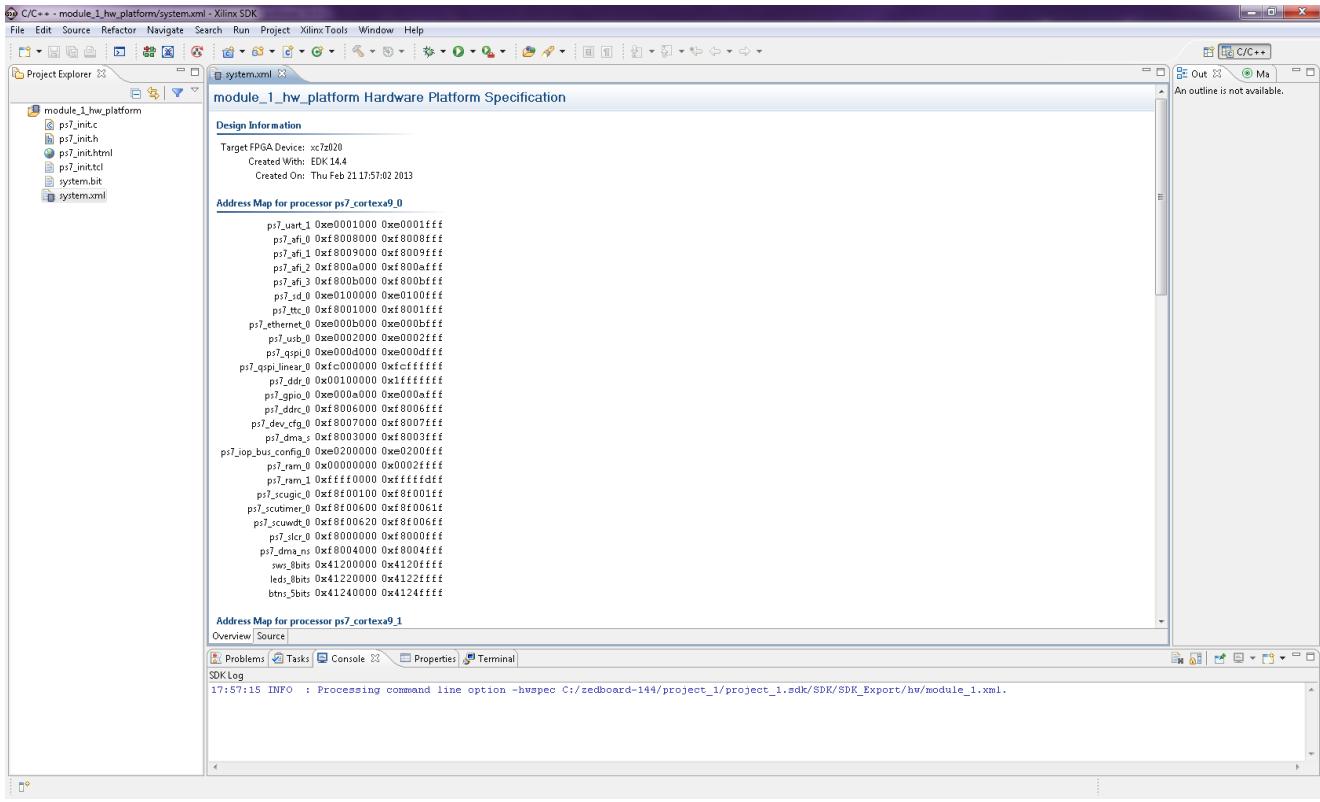 C/C++ - module_1_hw_platform/system.xml - Xilinx SDK
File Edit Source Refactor Navigate Search Run Project Xilinx Tools Window Help
C/C++
Project Explorer
module_1_hw_platform
ps7_init.c
ps7_init.h
ps7_init.html
ps7_init.tcl
system.bit
system.xml
system.xml
module_1_hw_platform Hardware Platform Specification
Design Information
Target FPGA Device: xc7z020
Created With: EDK 14.4
Created On: Thu Feb 21 17:57:02 2013
Address Map for processor ps7_cortexa9_0
ps7_uart_1 0xe0001000 0xe0001fff
ps7_afi_0 0xf8008000 0xf8008fff
ps7_afi_1 0xf8009000 0xf8009fff
ps7_afi_2 0xf800a000 0xf800afff
ps7_afi_3 0xf800b000 0xf800bfff
ps7_sd_0 0xe0100000 0xe0100fff
ps7_ttc_0 0xf8001000 0xf8001fff
ps7_ethernet_0 0xe000b000 0xe000bfff
ps7_usb_0 0xe0002000 0xe0002fff
ps7_qspi_0 0xe000d000 0xe000dfff
ps7_qspi_linear_0 0xfc000000 0xfcffffff
ps7_ddr_0 0x00100000 0x1fffffff
ps7_gpio_0 0xe000a000 0xe000afff
ps7_ddrc_0 0xf8006000 0xf8006fff
ps7_dev_cfg_0 0xf8007000 0xf8007fff
ps7_dma_s 0xf8003000 0xf8003fff
ps7_iop_bus_config_0 0xe0200000 0xe0200fff
ps7_ram_0 0x00000000 0x0002ffff
ps7_ram_1 0xffff0000 0xfffffdff
ps7_scugic_0 0xf8f00100 0xf8f001ff
ps7_scutimer_0 0xf8f00600 0xf8f0061f
ps7_scuwdt_0 0xf8f00620 0xf8f006ff
ps7_slcr_0 0xf8000000 0xf8000fff
ps7_dma_ns 0xf8004000 0xf8004fff
sws_8bits 0x41200000 0x4120ffff
leds_8bits 0x41220000 0x4122ffff
btns_5bits 0x41240000 0x4124ffff
Address Map for processor ps7_cortexa9_1
Overview Source
Out Ma
An outline is not available.
Problems Tasks Console Properties Terminal
SDK Log
17:57:15 INFO : Processing command line option -hwspec C:/zedboard-144/project_1/project_1.sdk/SDK/SDK_Export/hw/module_1.xml.